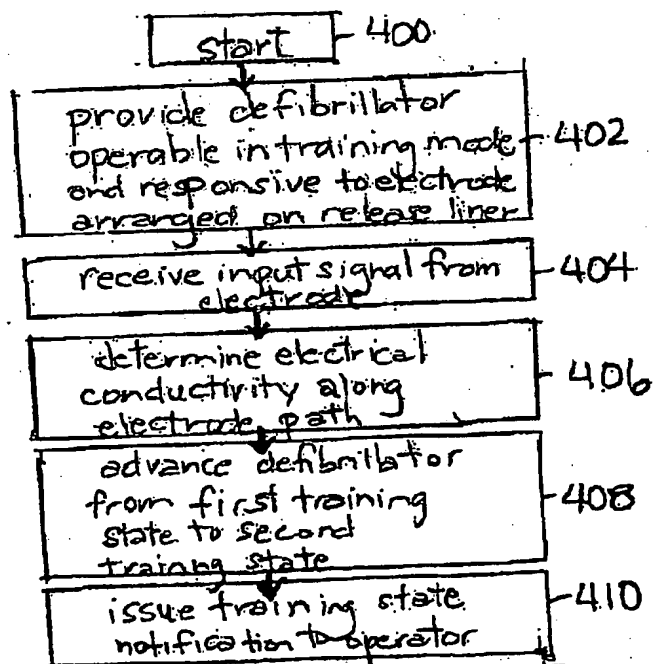 start
400
provide defibrillator
operable in training mode
and responsive to electrode
arranged on release liner
402
receive input signal from
electrode
404
determine electrical
conductivity along
electrode path
406
advance defibrillator
from first training
state to second
training state
408
issue training state
notification to operator
410